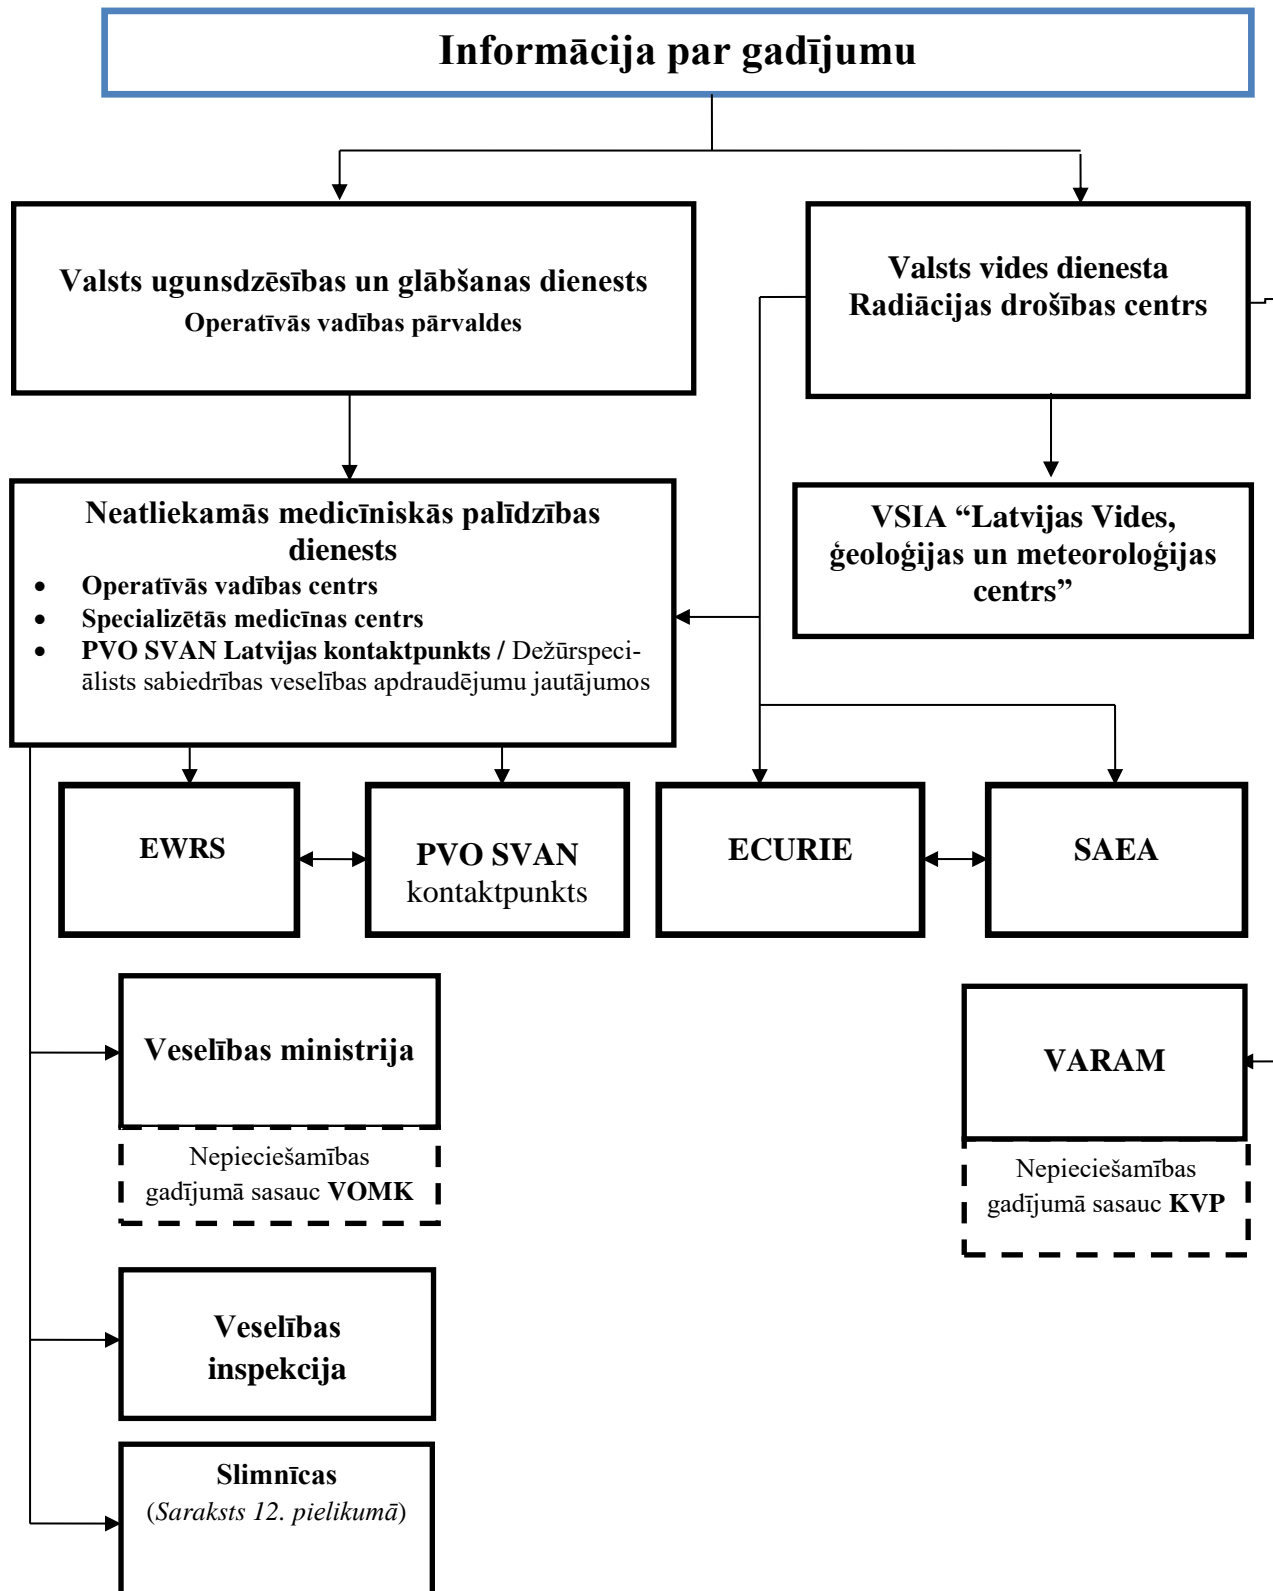 Informācija par gadījumu
Valsts ugunsdzēsības un glābšanas dienests
Operatīvās vadības pārvaldes
Valsts vides dienesta
Radiācijas drošības centrs
Neatliekamās medicīniskās palīdzības
dienests
• Operatīvās vadības centrs
• Specializētās medicīnas centrs
• PVO SVAN Latvijas kontaktpunkts / Dežūrspeci-
ālists sabiedrības veselības apdraudējumu jautājumos
VSIA “Latvijas Vides,
ģeoloģijas un meteoroloģijas
centrs”
EWRS
PVO SVAN
kontaktpunkts
ECURIE
SAEA
Veselības ministrija
Nepieciešamības
gadījumā sasauc VOMK
VARAM
Nepieciešamības
gadījumā sasauc KVP
Veselības
inspekcija
Slimnīcas
(Saraksts 12. pielikumā)